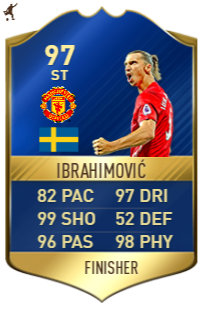 97
ST
IBRAHIMOVIĆ
82 PAC 97 DRI
99 SHO 52 DEF
96 PAS 98 PHY
FINISHER